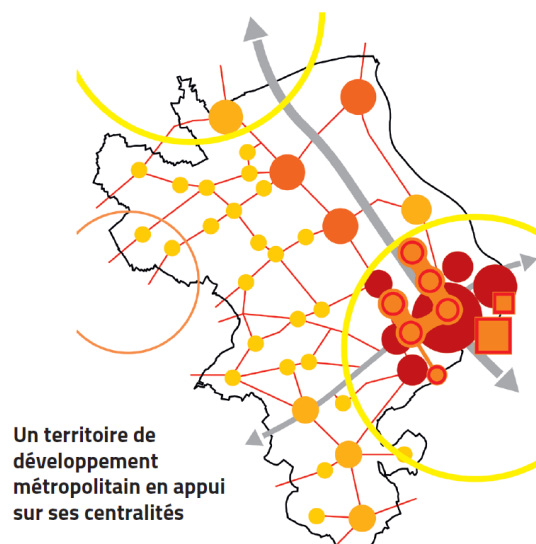 Un territoire de
développement
métropolitain en appui
sur ses centralités